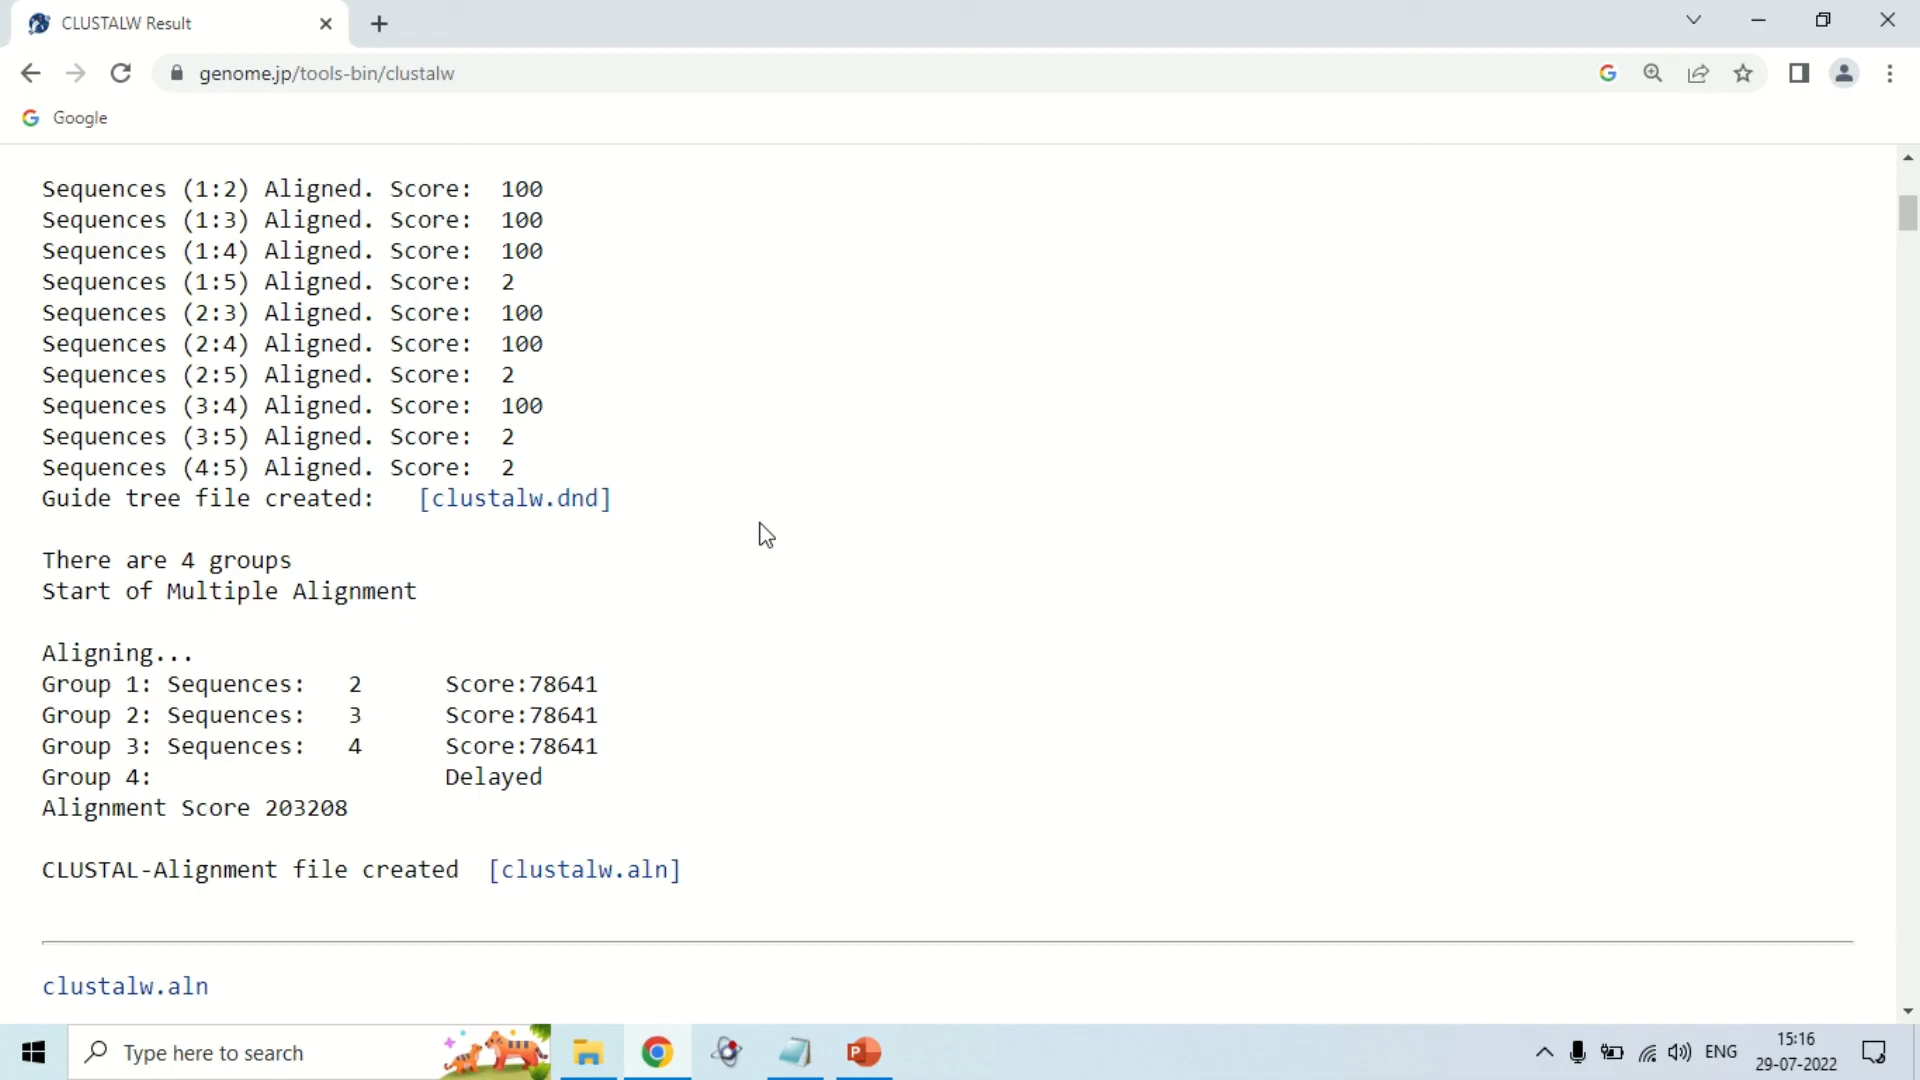 CLUSTALW Result
genome.jp/tools-bin/clustalw
Google
Sequences (1:2) Aligned. Score: 100
Sequences (1:3) Aligned. Score: 100
Sequences (1:4) Aligned. Score: 100
Sequences (1:5) Aligned. Score: 2
Sequences (2:3) Aligned. Score: 100
Sequences (2:4) Aligned. Score: 100
Sequences (2:5) Aligned. Score: 2
Sequences (3:4) Aligned. Score: 100
Sequences (3:5) Aligned. Score: 2
Sequences (4:5) Aligned. Score: 2
Guide tree file created: [clustalw.dnd]
There are 4 groups
Start of Multiple Alignment
Aligning...
Group 1: Sequences: 2 Score:78641
Group 2: Sequences: 3 Score:78641
Group 3: Sequences: 4 Score:78641
Group 4: Delayed
Alignment Score 203208
CLUSTAL-Alignment file created [clustalw.aln]
clustalw.aln
Type here to search
ENG
15:16
29-07-2022